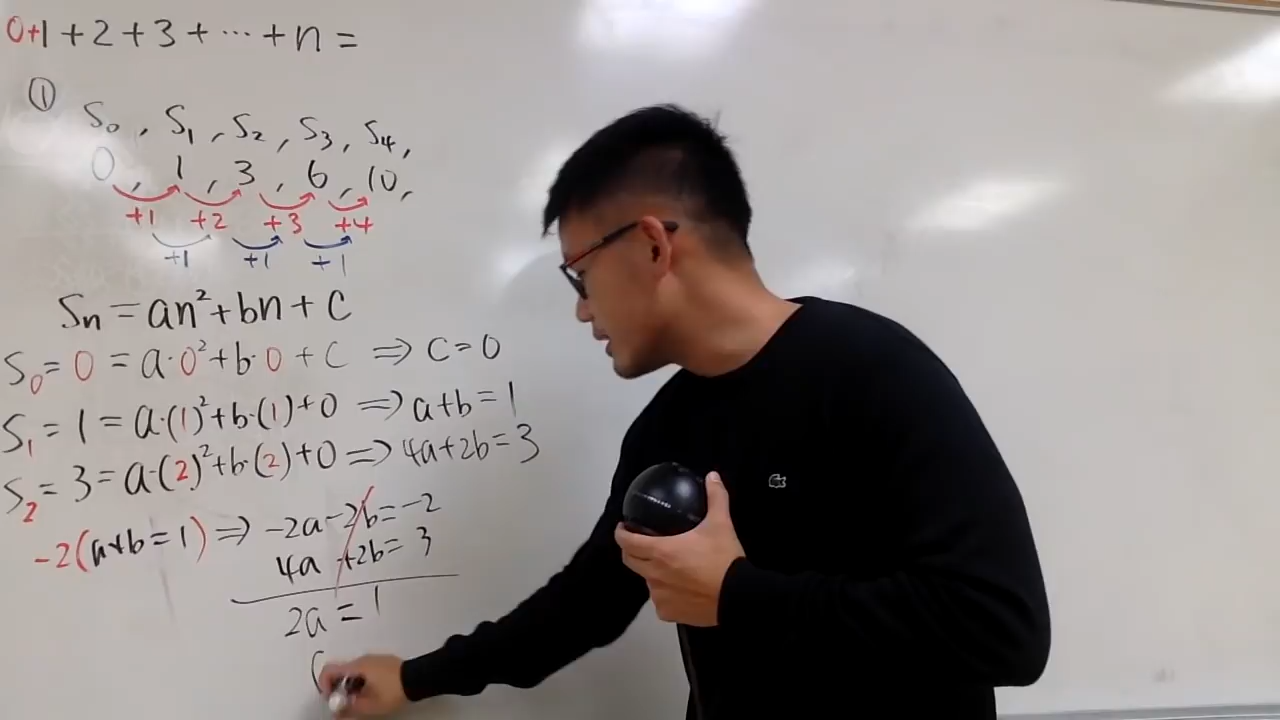 0+1+2+3+⋯+n=
①
S₀, S₁, S₂, S₃, S₄,
0, 1, 3, 6, 10,
+1 +2 +3 +4
+1 +1 +1
Sₙ=an²+bn+C
S₀=0=a·0²+b·0+C ⇒ C=0
S₁=1=a·(1)²+b·(1)+0 ⇒ a+b=1
S₂=3=a·(2)²+b·(2)+0 ⇒ 4a+2b=3
-2(a+b=1) ⇒ -2a-2b=-2
4a+2b=3
2a=1